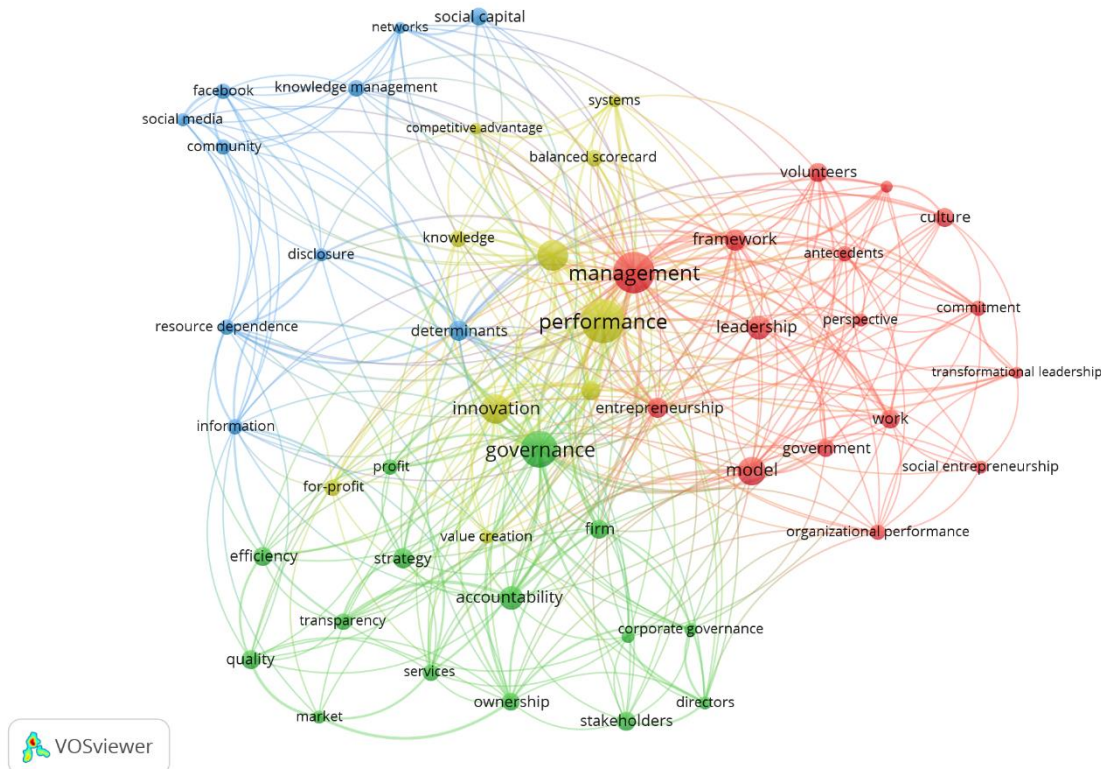 social capital
networks
facebook
knowledge management
systems
social media
competitive advantage
community
balanced scorecard
volunteers
culture
knowledge
framework
disclosure
antecedents
management
commitment
resource dependence
determinants
performance
leadership
perspective
transformational leadership
innovation
entrepreneurship
information
work
governance
government
profit
model
social entrepreneurship
for-profit
value creation
firm
organizational performance
efficiency
strategy
accountability
transparency
corporate governance
quality
services
ownership
directors
market
stakeholders
VOSviewer